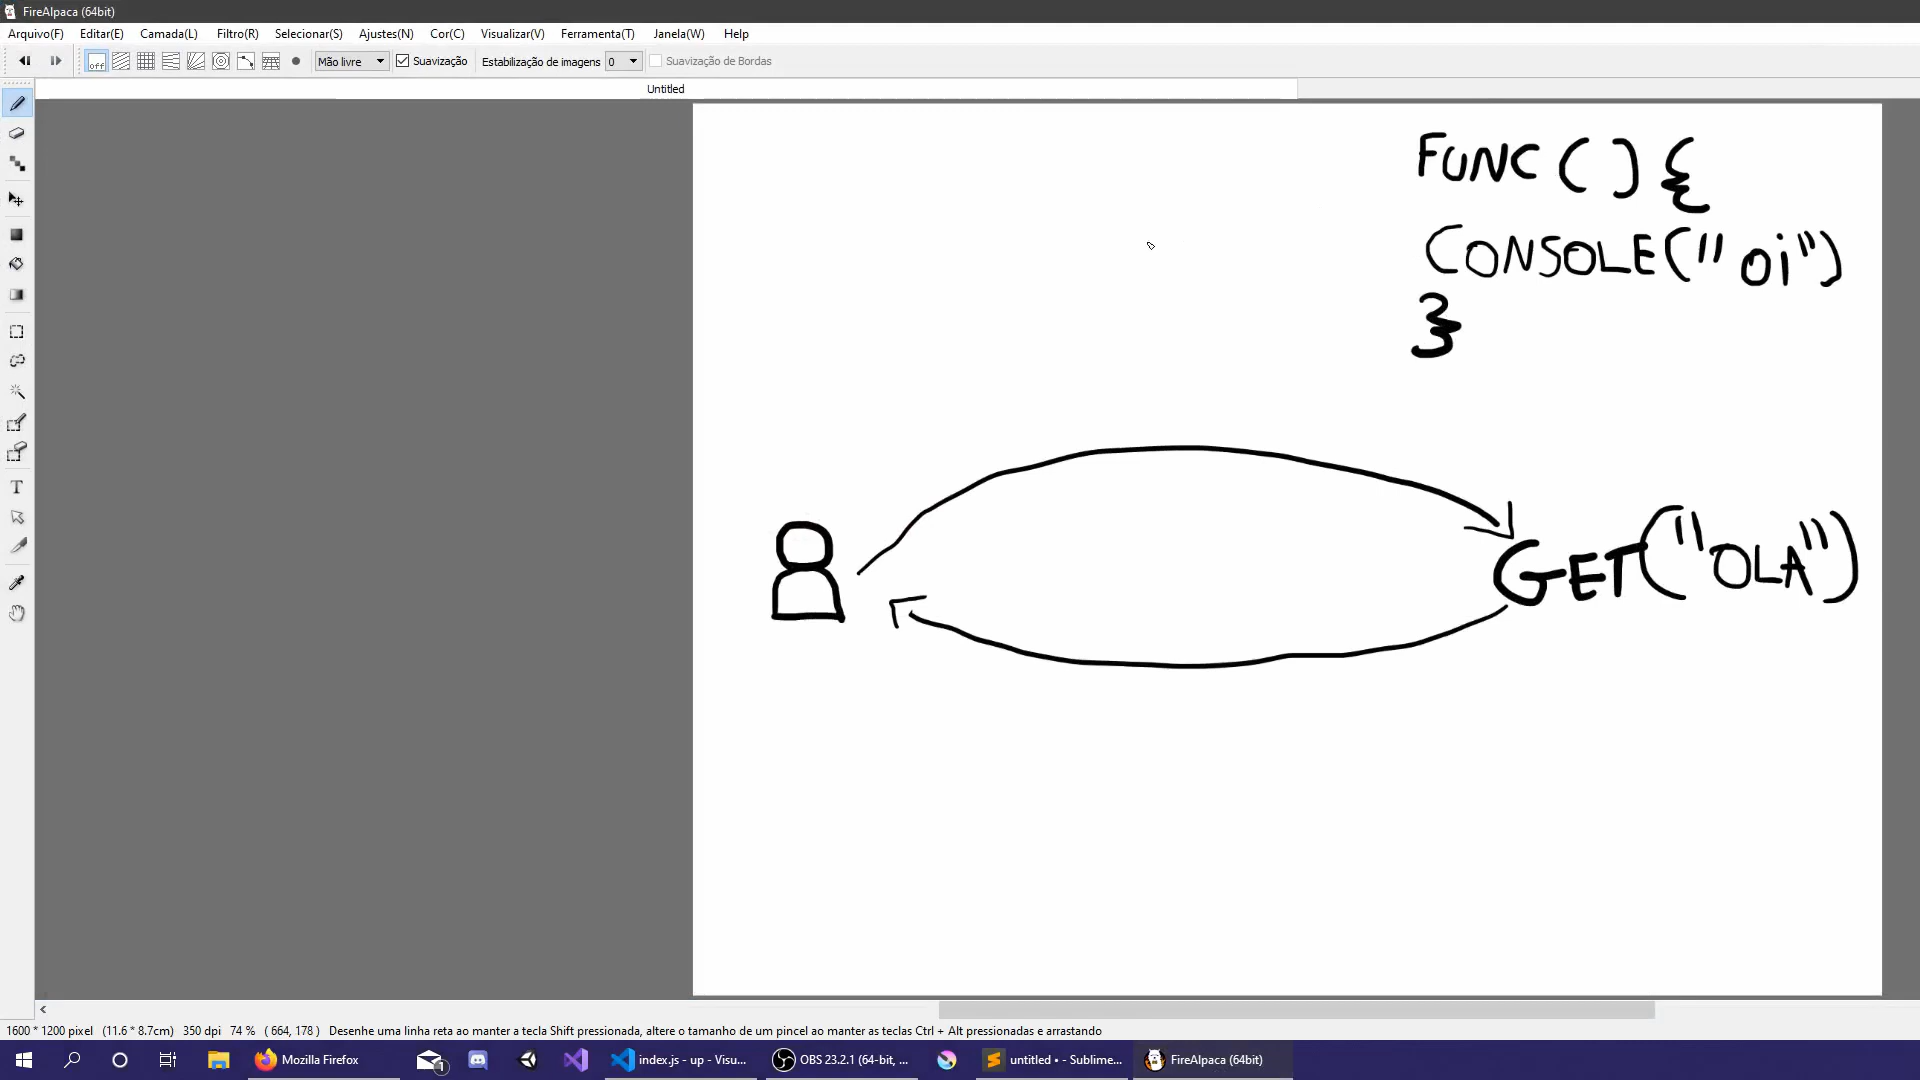 FireAlpaca (64bit)
Arquivo(F) Editar(E) Camada(L) Filtro(R) Selecionar(S) Ajustes(N) Cor(C) Visualizar(V) Ferramenta(T) Janela(W) Help
off Mão livre Suavização Estabilização de imagens 0 Suavização de Bordas
Untitled
FUNC ( ) {
CONSOLE("oi")
}
GET("OLA")
1600 * 1200 pixel (11.6 * 8.7cm) 350 dpi 74 % ( 664, 178 ) Desenhe uma linha reta ao manter a tecla Shift pressionada, altere o tamanho de um pincel ao manter as teclas Ctrl + Alt pressionadas e arrastando
Mozilla Firefox 1 index.js - up - Visu... OBS 23.2.1 (64-bit, ... untitled • - Sublime... FireAlpaca (64bit)